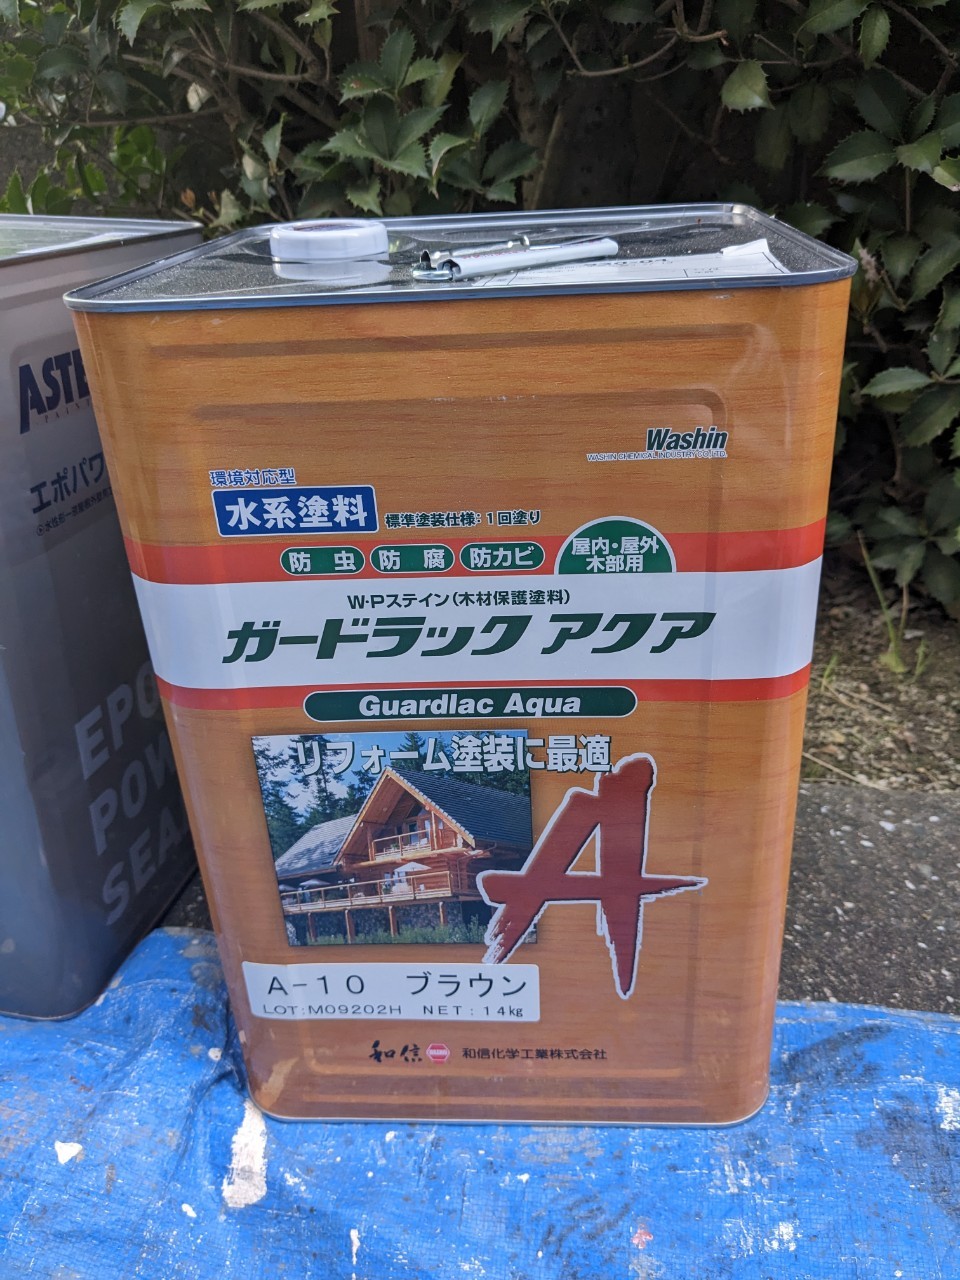 Washin
WASHIN CHEMICAL INDUSTRY CO.,LTD.
環境対応型
水系塗料
標準塗装仕様:1回塗り
防虫 防腐 防カビ
屋内・屋外
木部用
W・Pステイン(木材保護塗料)
ガードラック アクア
Guardlac Aqua
リフォーム塗装に最適
A
A-10 ブラウン
LOT:M09202H NET:14kg
和信 WASHIN 和信化学工業株式会社
ASTE
エポパワ
EPO
POW
SEA